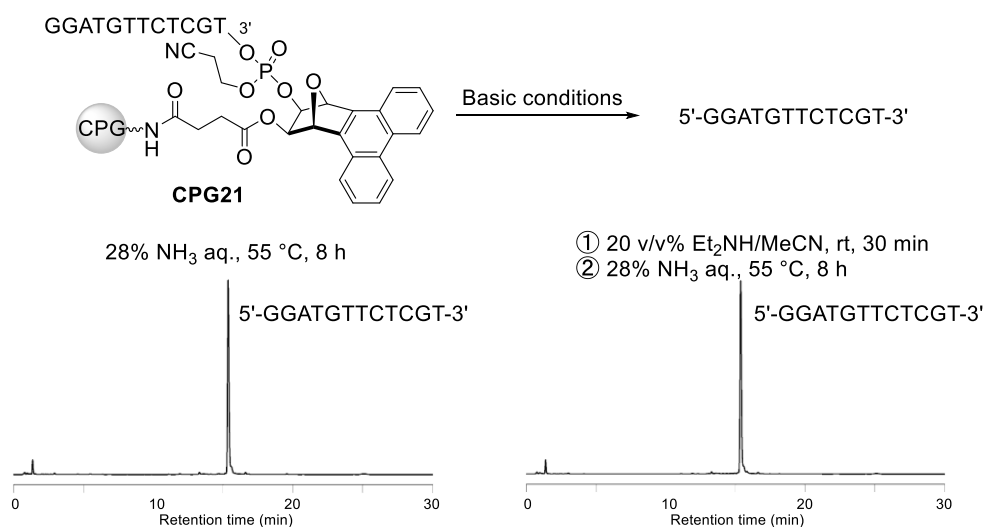 GGATGTTCTCGT 3'
NC
O O
P
O O O
O
CPG N
H
O
O
CPG21
Basic conditions
5'-GGATGTTCTCGT-3'
28% NH3 aq., 55 °C, 8 h
5'-GGATGTTCTCGT-3'
0 10 20 30
Retention time (min)
① 20 v/v% Et2NH/MeCN, rt, 30 min
② 28% NH3 aq., 55 °C, 8 h
5'-GGATGTTCTCGT-3'
0 10 20 30
Retention time (min)